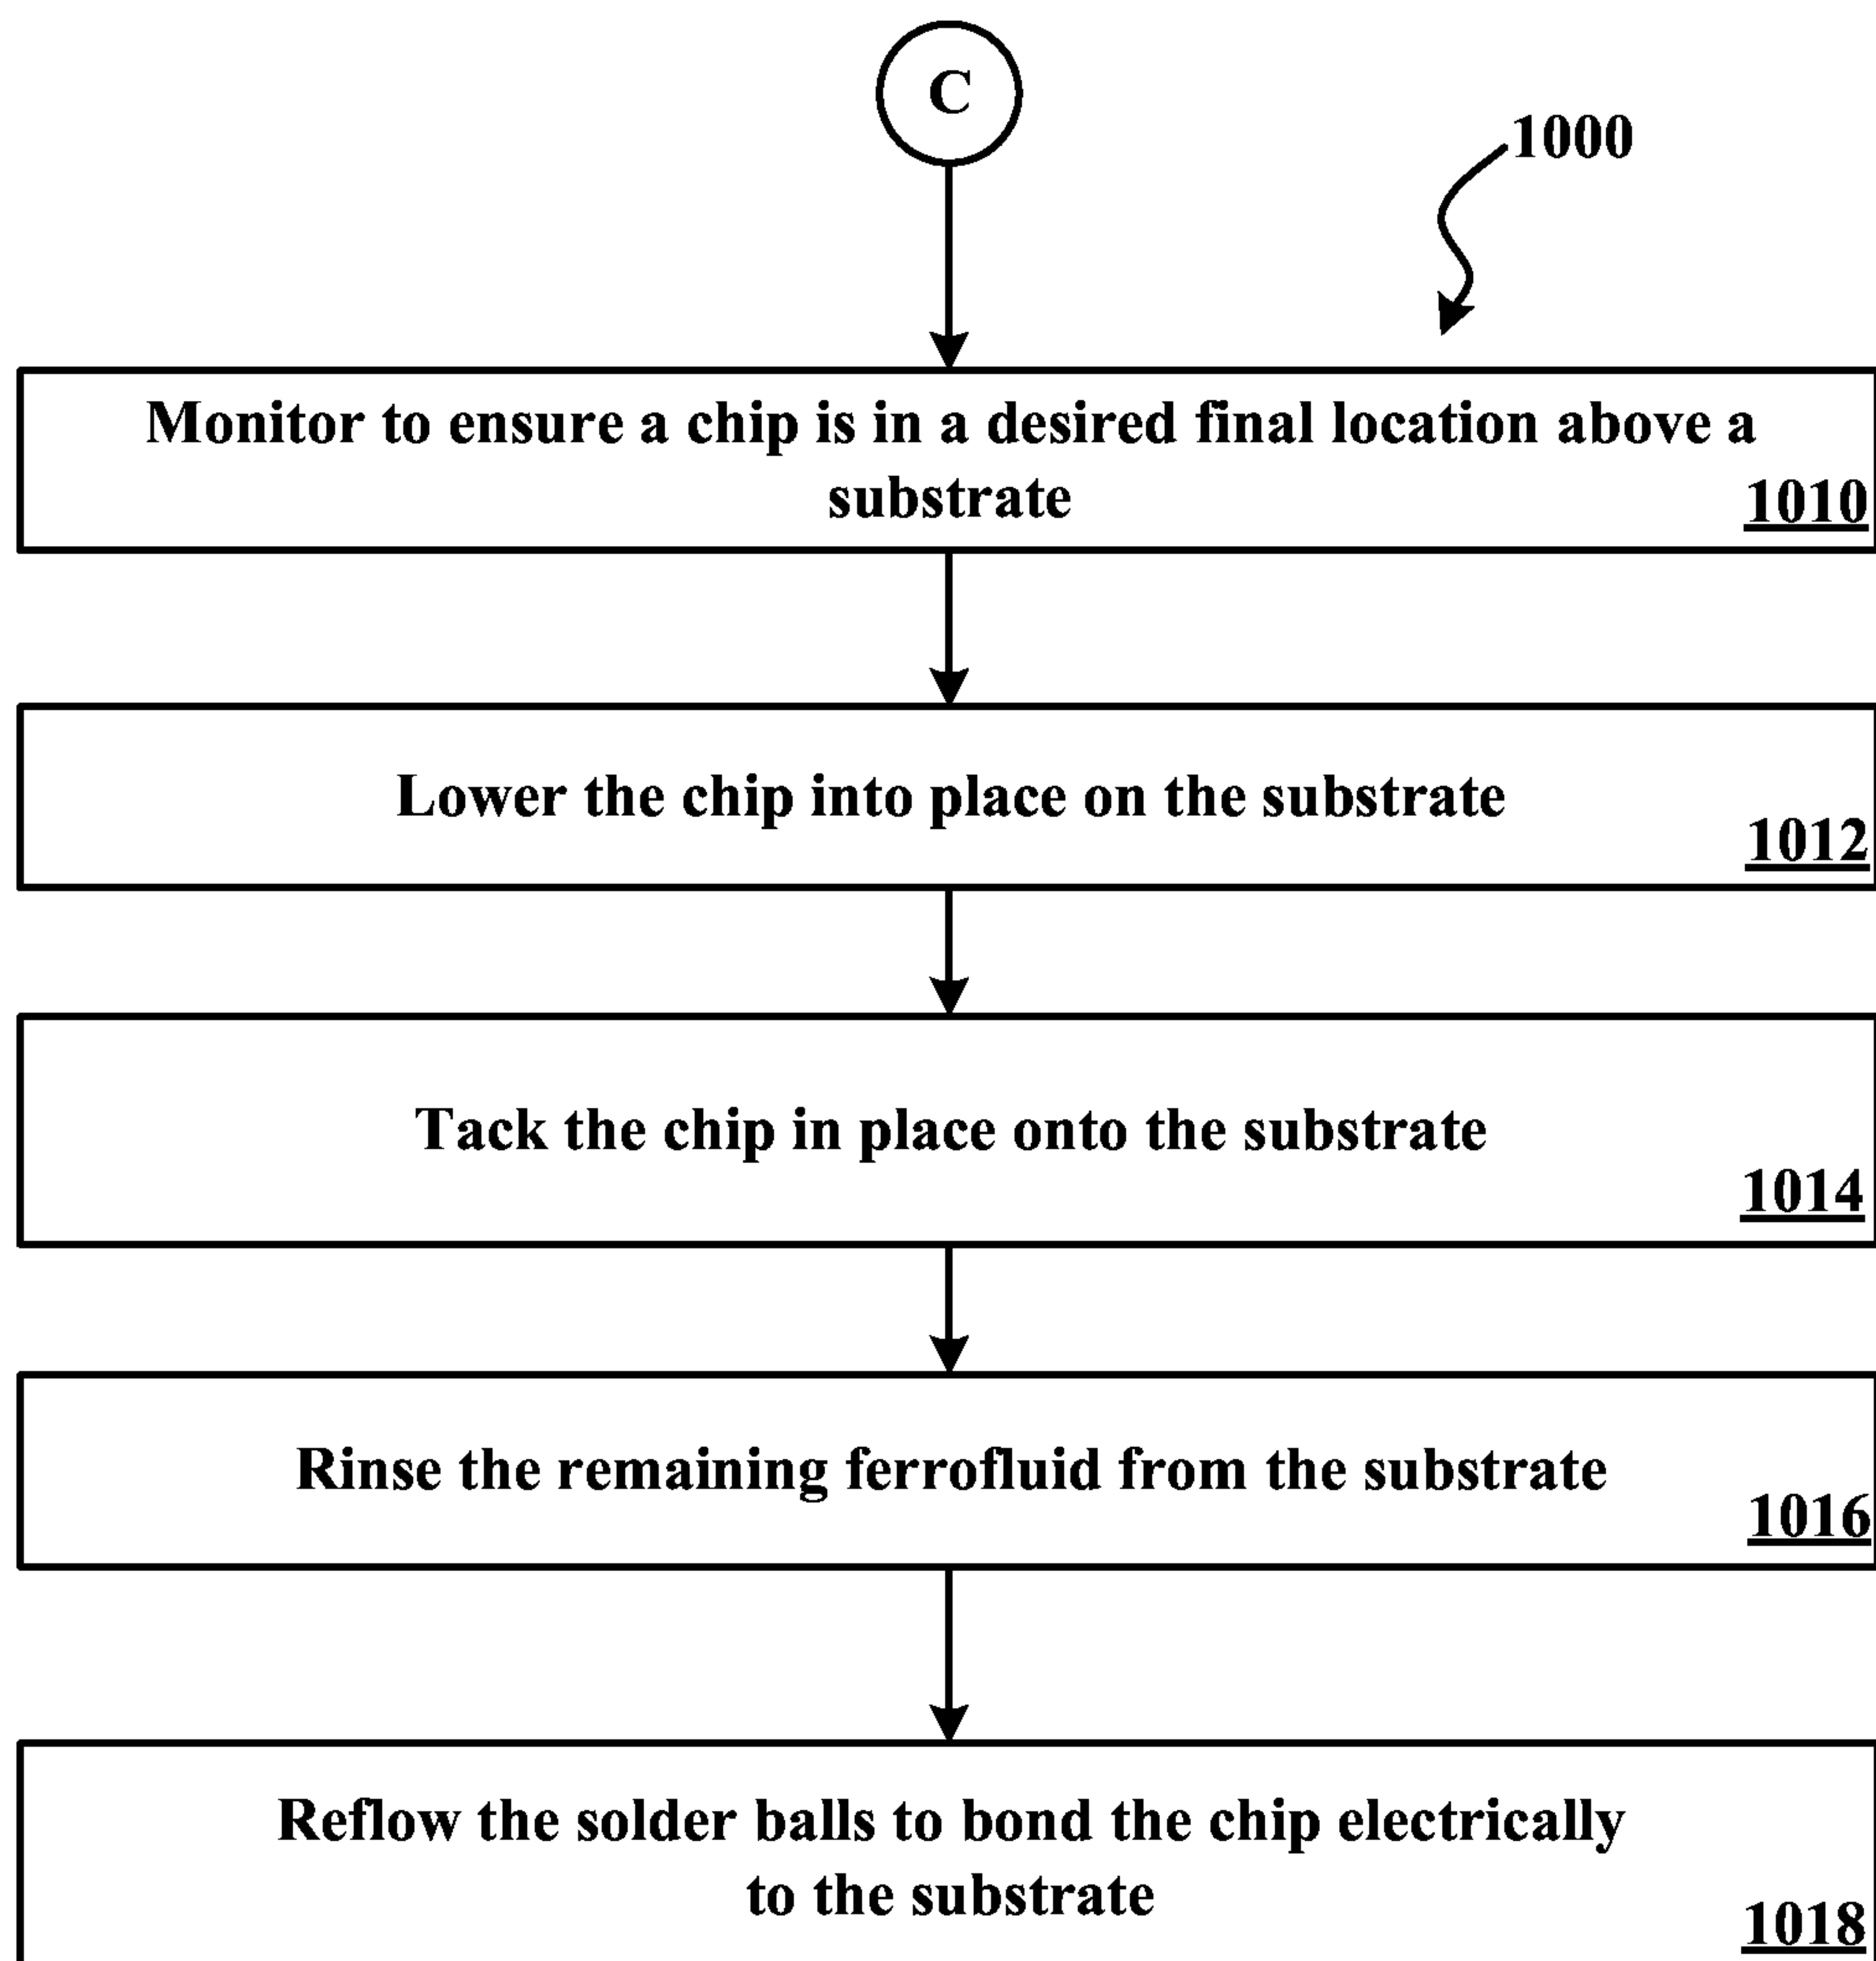 C
1000
Monitor to ensure a chip is in a desired final location above a
substrate
1010
Lower the chip into place on the substrate
1012
Tack the chip in place onto the substrate
1014
Rinse the remaining ferrofluid from the substrate
1016
Reflow the solder balls to bond the chip electrically
to the substrate
1018